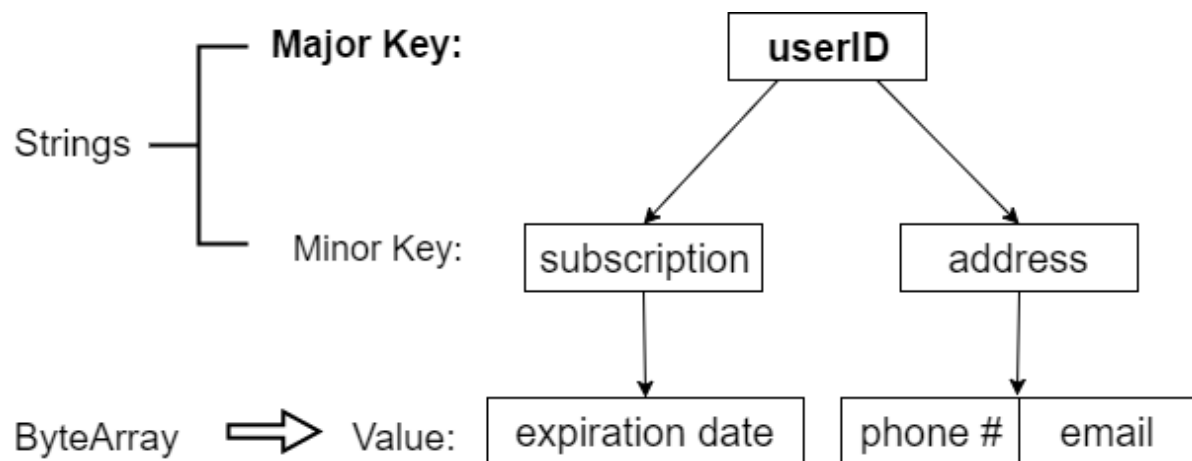 Major Key: userID
Strings
Minor Key: subscription address
ByteArray Value: expiration date phone # email